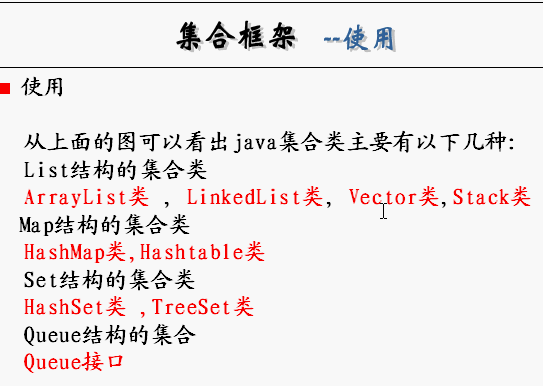 集合框架 --使用
使用
从上面的图可以看出java集合类主要有以下几种:
List结构的集合类
ArrayList类 , LinkedList类, Vector类,Stack类
Map结构的集合类
HashMap类,Hashtable类
Set结构的集合类
HashSet类 ,TreeSet类
Queue结构的集合
Queue接口